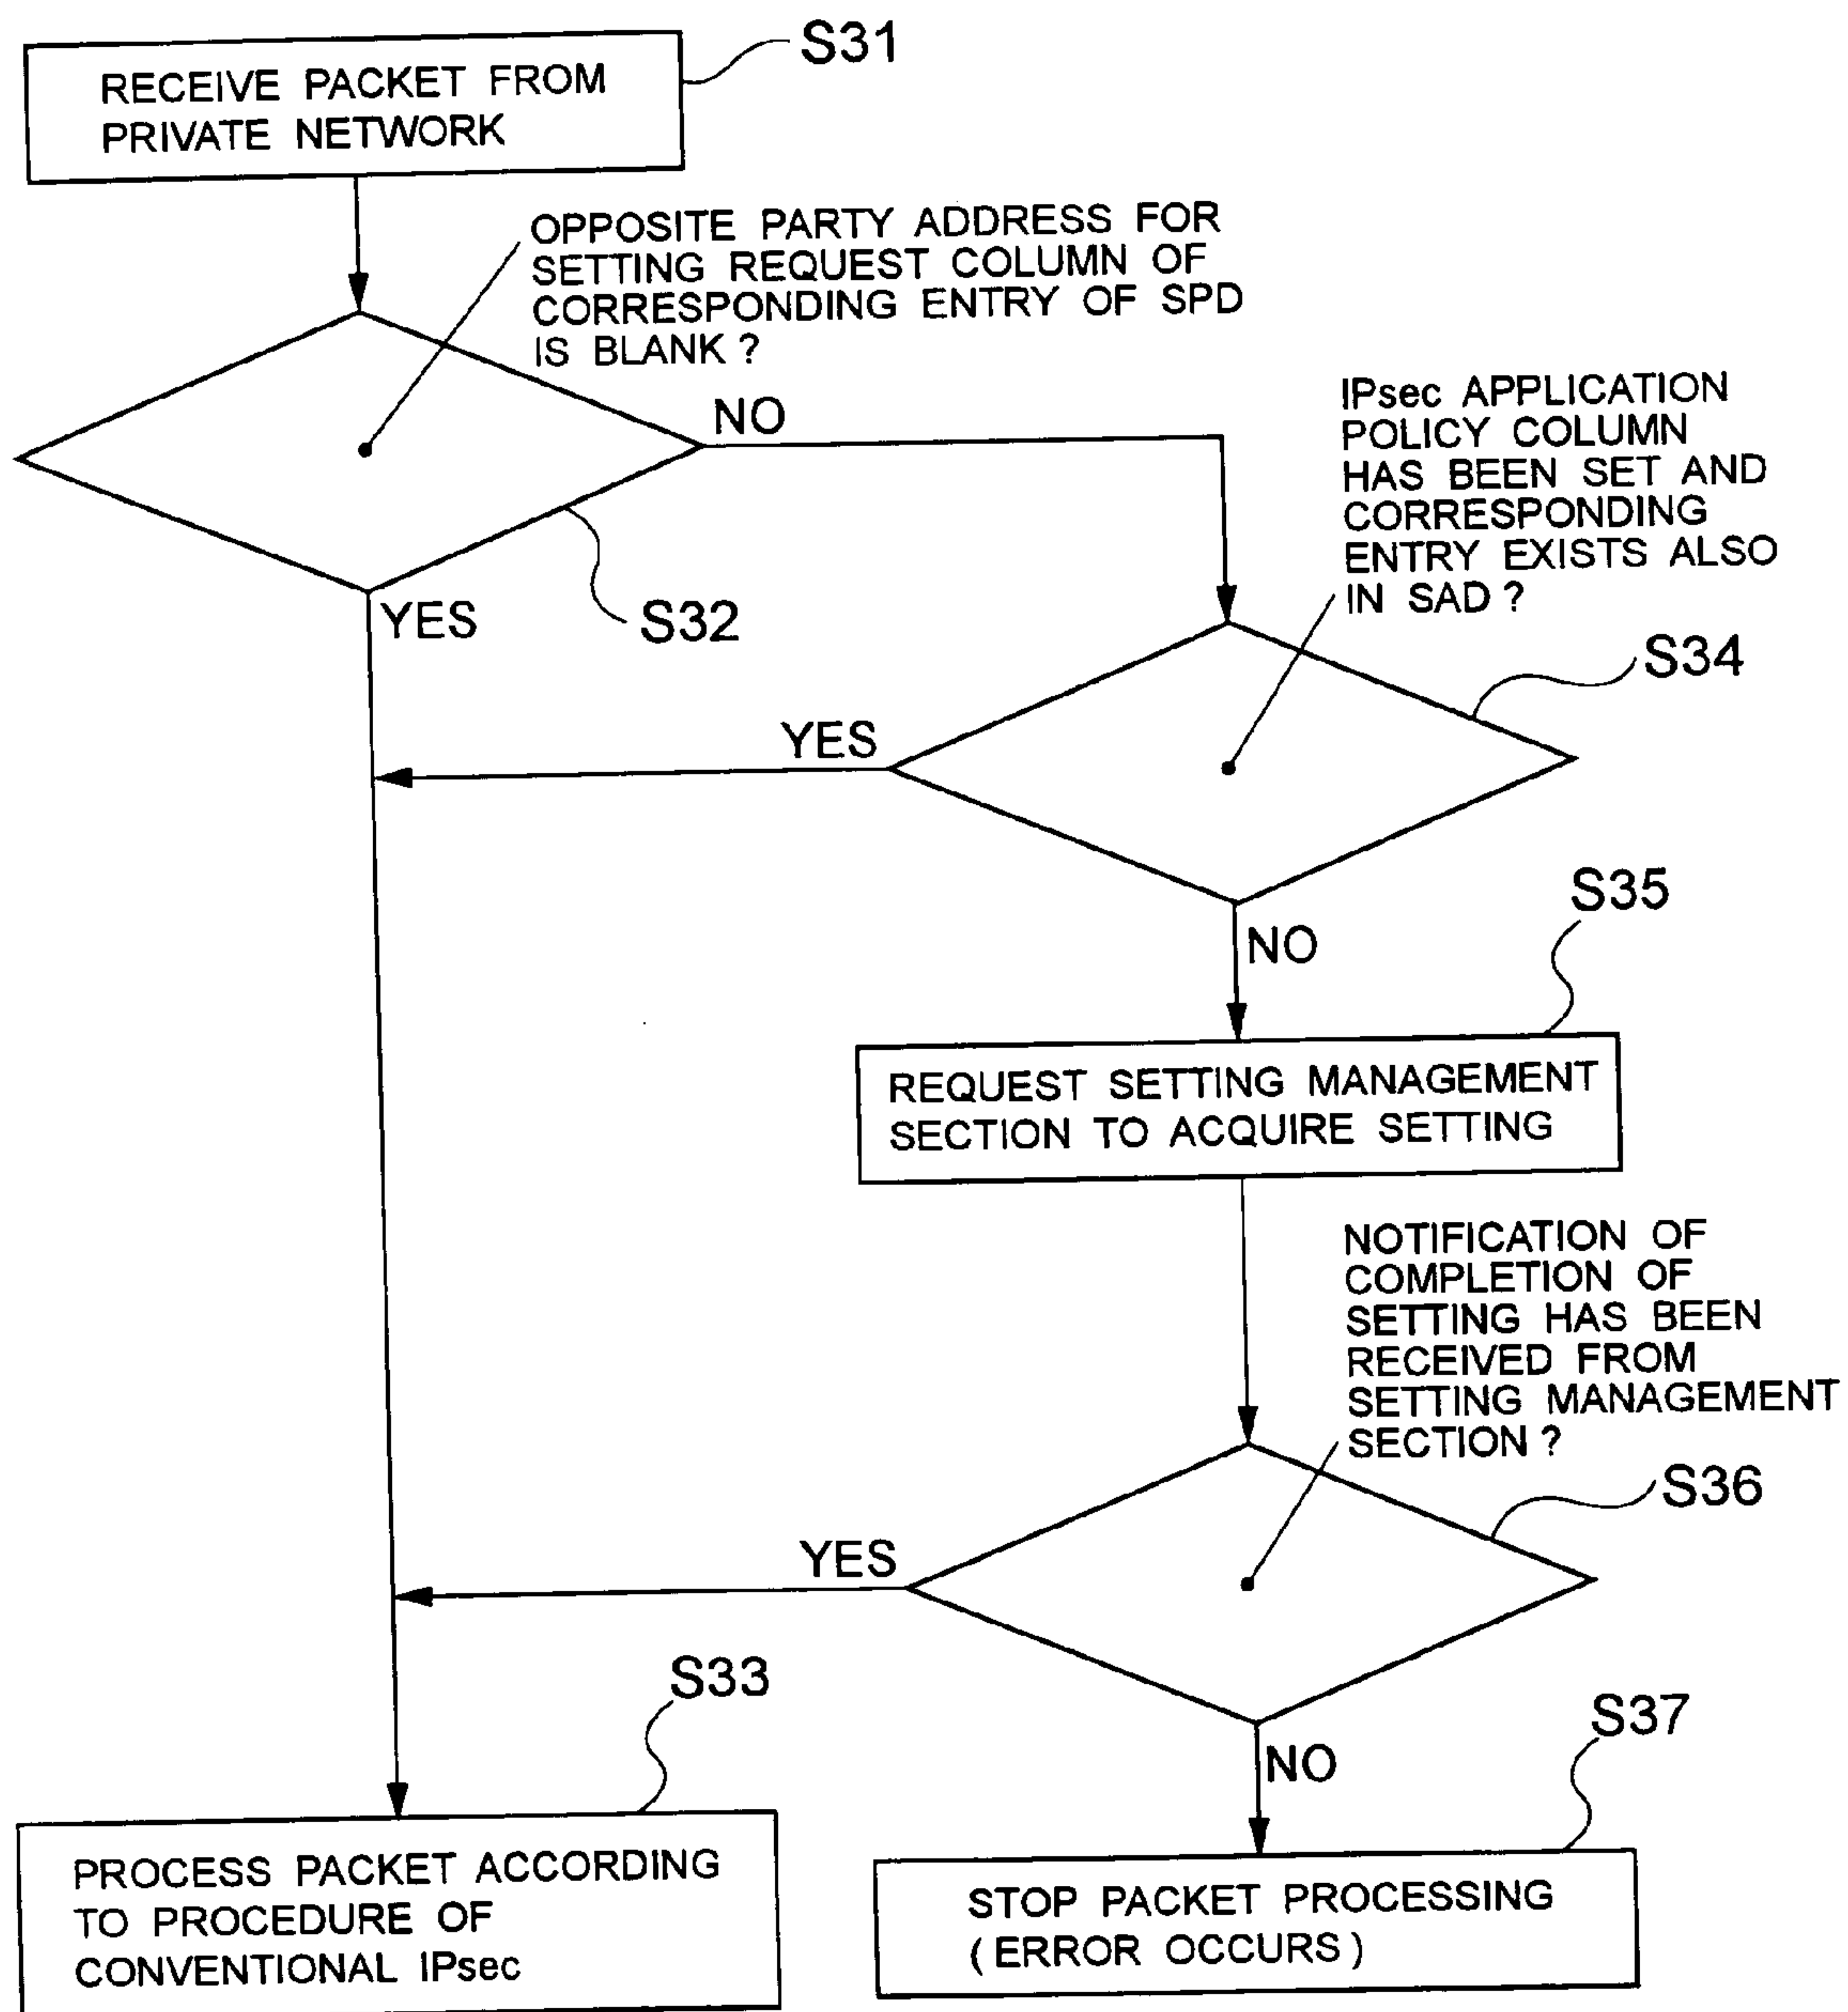 S31
RECEIVE PACKET FROM
PRIVATE NETWORK
OPPOSITE PARTY ADDRESS FOR
SETTING REQUEST COLUMN OF
CORRESPONDING ENTRY OF SPD
IS BLANK ?
NO
YES
S32
IPsec APPLICATION
POLICY COLUMN
HAS BEEN SET AND
CORRESPONDING
ENTRY EXISTS ALSO
IN SAD ?
S34
YES
NO
S35
REQUEST SETTING MANAGEMENT
SECTION TO ACQUIRE SETTING
NOTIFICATION OF
COMPLETION OF
SETTING HAS BEEN
RECEIVED FROM
SETTING MANAGEMENT
SECTION ?
S36
YES
NO
S33
PROCESS PACKET ACCORDING
TO PROCEDURE OF
CONVENTIONAL IPsec
S37
STOP PACKET PROCESSING
( ERROR OCCURS )